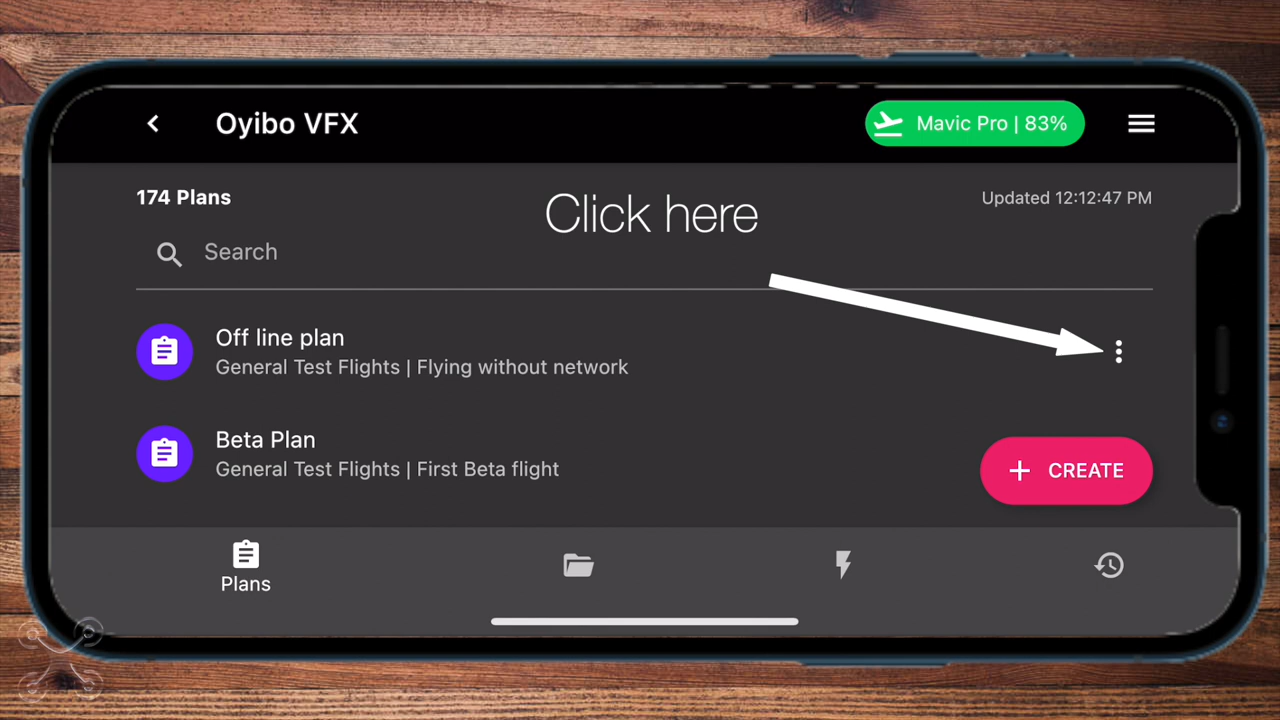 Oyibo VFX
Mavic Pro | 83%
174 Plans
Click here
Updated 12:12:47 PM
Search
Off line plan
General Test Flights | Flying without network
Beta Plan
General Test Flights | First Beta flight
+ CREATE
Plans